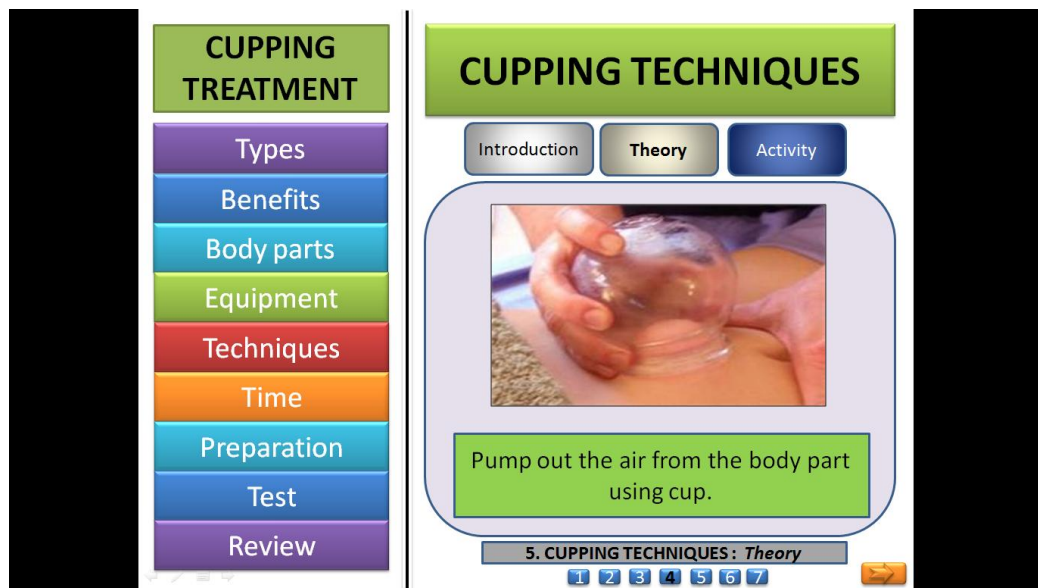 CUPPING
TREATMENT
Types
Benefits
Body parts
Equipment
Techniques
Time
Preparation
Test
Review
CUPPING TECHNIQUES
Introduction
Theory
Activity
Pump out the air from the body part
using cup.
5. CUPPING TECHNIQUES : Theory
1 2 3 4 5 6 7